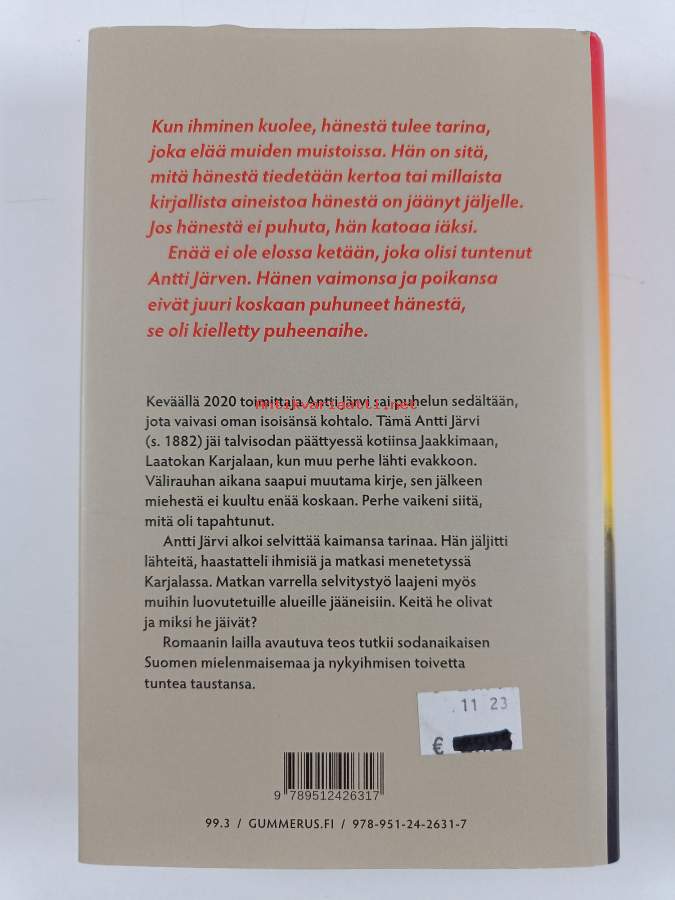 Kun ihminen kuolee, hänestä tulee tarina,
joka elää muiden muistoissa. Hän on sitä,
mitä hänestä tiedetään kertoa tai millaista
kirjallista aineistoa hänestä on jäänyt jäljelle.
Jos hänestä ei puhuta, hän katoaa iäksi.
Enää ei ole elossa ketään, joka olisi tuntenut
Antti Järven. Hänen vaimonsa ja poikansa
eivät juuri koskaan puhuneet hänestä,
se oli kielletty puheenaihe.
Keväällä 2020 toimittaja Antti Järvi sai puhelun sedältään,
Antikvariaatti.net
jota vaivasi oman isoisänsä kohtalo. Tämä Antti Järvi
(s. 1882) jäi talvisodan päättyessä kotiinsa Jaakkimaan,
Laatokan Karjalaan, kun muu perhe lähti evakkoon.
Välirauhan aikana saapui muutama kirje, sen jälkeen
miehestä ei kuultu enää koskaan. Perhe vaikeni siitä,
mitä oli tapahtunut.
Antti Järvi alkoi selvittää kaimansa tarinaa. Hän jäljitti
lähteitä, haastatteli ihmisiä ja matkasi menetetyssä
Karjalassa. Matkan varrella selvitystyö laajeni myös
muihin luovutetuille alueille jääneisiin. Keitä he olivat
ja miksi he jäivät?
Romaanin lailla avautuva teos tutkii sodanaikaisen
Suomen mielenmaisemaa ja nykyihmisen toivetta
tuntea taustansa.
. 11 23
€
9 789512 426317
99.3 / GUMMERUS.FI / 978-951-24-2631-7